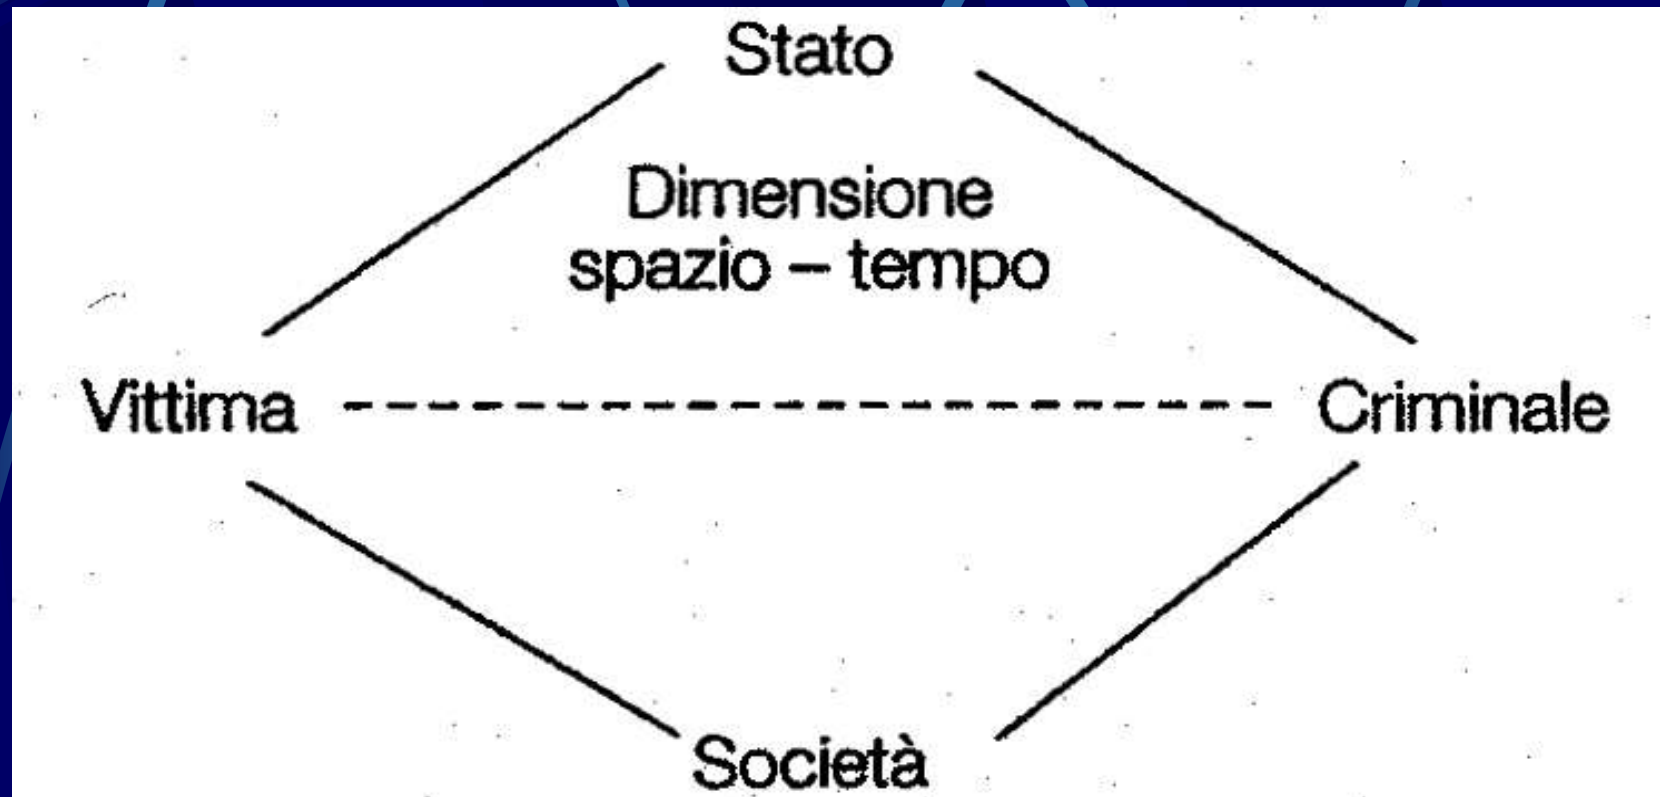 Stato
Dimensione
spazio – tempo
Vittima
Criminale
Società